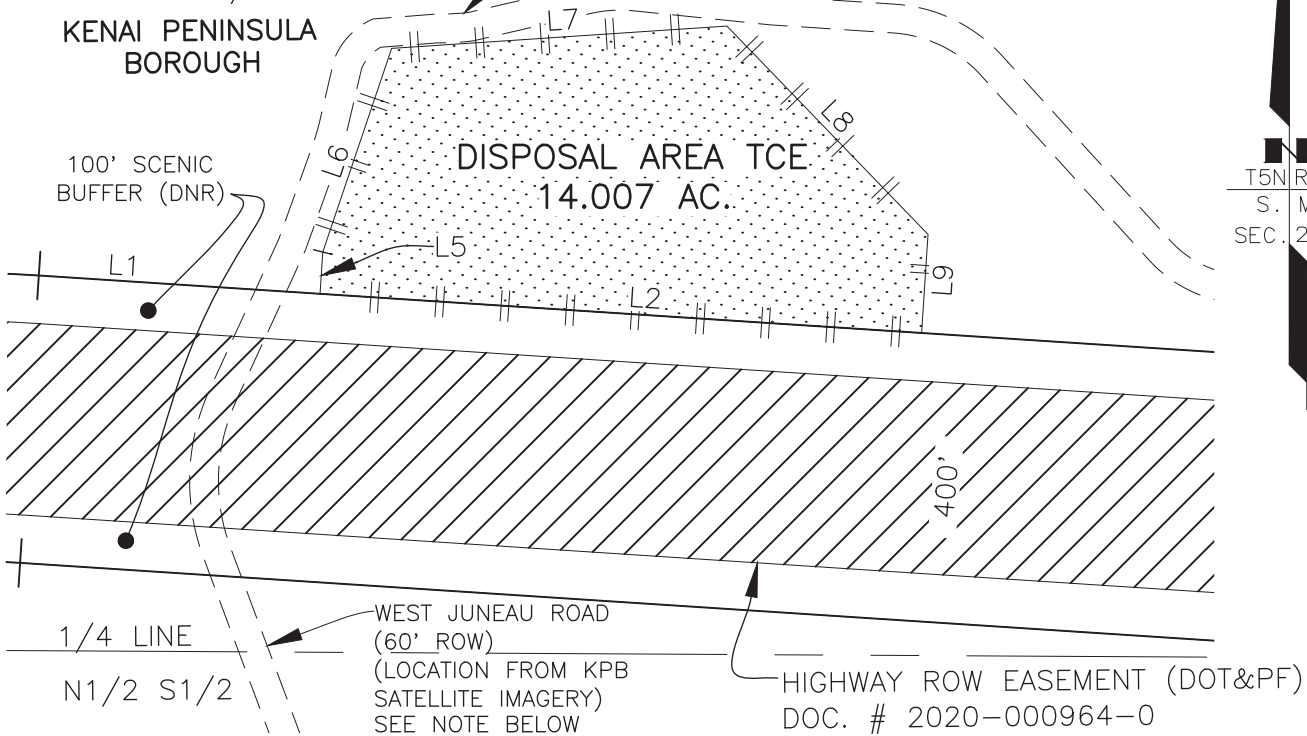 KENAI PENINSULA
BOROUGH
L7
L8
L6
DISPOSAL AREA TCE
14.007 AC.
100' SCENIC
BUFFER (DNR)
T5N
S.
SEC. 2
L5
L1
L2
L9
400'
1/4 LINE
N1/2 S1/2
WEST JUNEAU ROAD
(60' ROW)
(LOCATION FROM KPB
SATELLITE IMAGERY)
SEE NOTE BELOW
HIGHWAY ROW EASEMENT (DOT&PF)
DOC. # 2020-000964-0